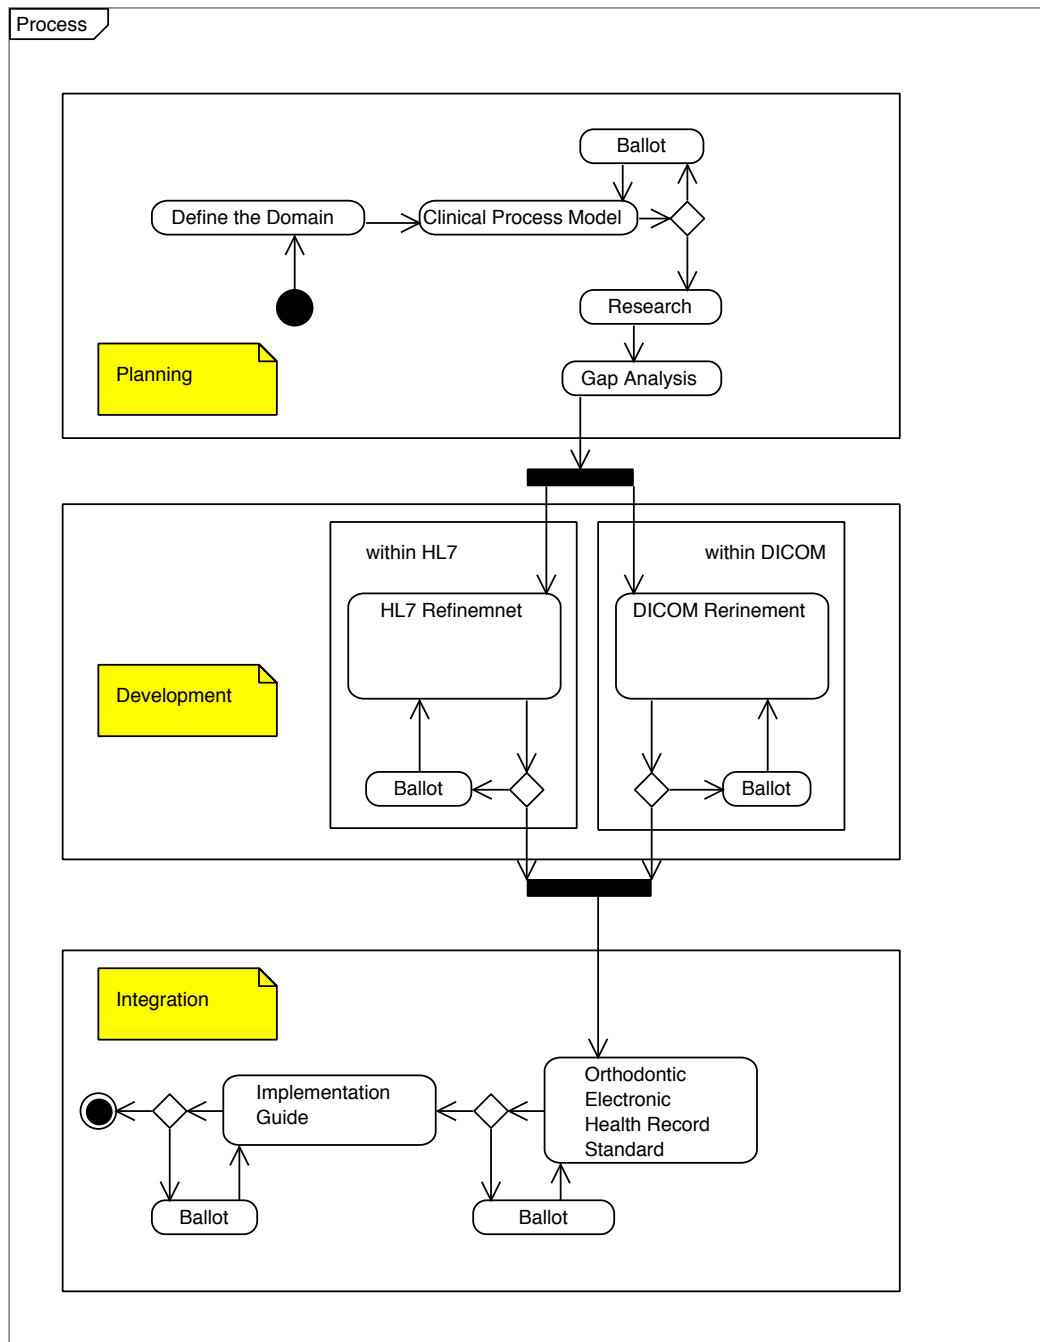 Process
Ballot
Define the Domain
Clinical Process Model
Research
Planning
Gap Analysis
within HL7
within DICOM
HL7 Refinemnet
DICOM Rerinement
Development
Ballot
Ballot
Integration
Orthodontic
Electronic
Health Record
Standard
Implementation
Guide
Ballot
Ballot